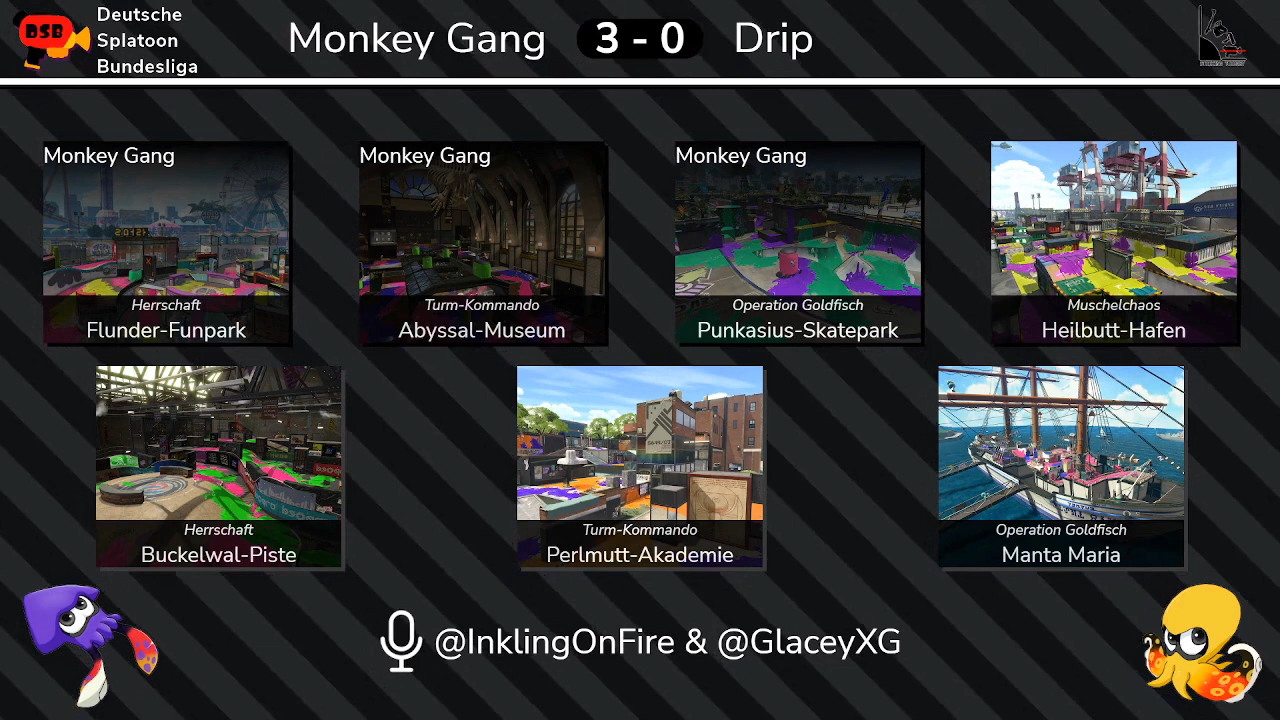 DSB
Deutsche
Splatoon
Bundesliga
Monkey Gang 3 - 0 Drip
Monkey Gang
Herrschaft
Flunder-Funpark
Monkey Gang
Turm-Kommando
Abyssal-Museum
Monkey Gang
Operation Goldfisch
Punkasius-Skatepark
Muschelchaos
Heilbutt-Hafen
Herrschaft
Buckelwal-Piste
Turm-Kommando
Perlmutt-Akademie
Operation Goldfisch
Manta Maria
@InklingOnFire & @GlaceyXG